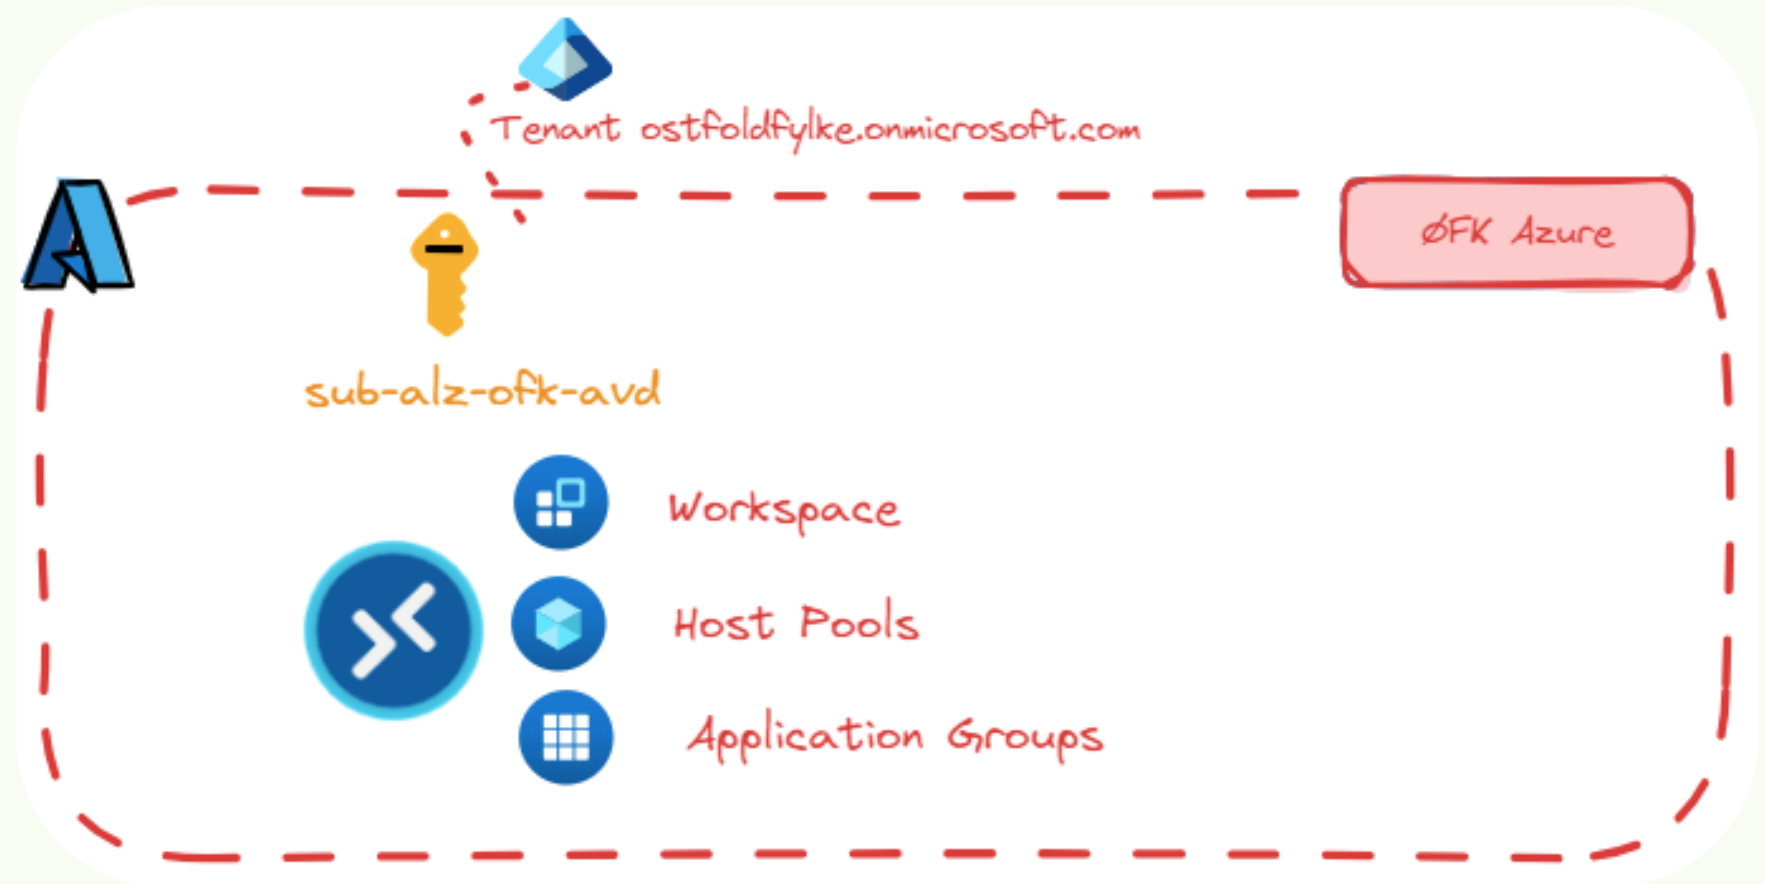 Tenant ostfoldfylke.onmicrosoft.com
ØFK Azure
sub-alz-ofk-avd
Workspace
Host Pools
Application Groups